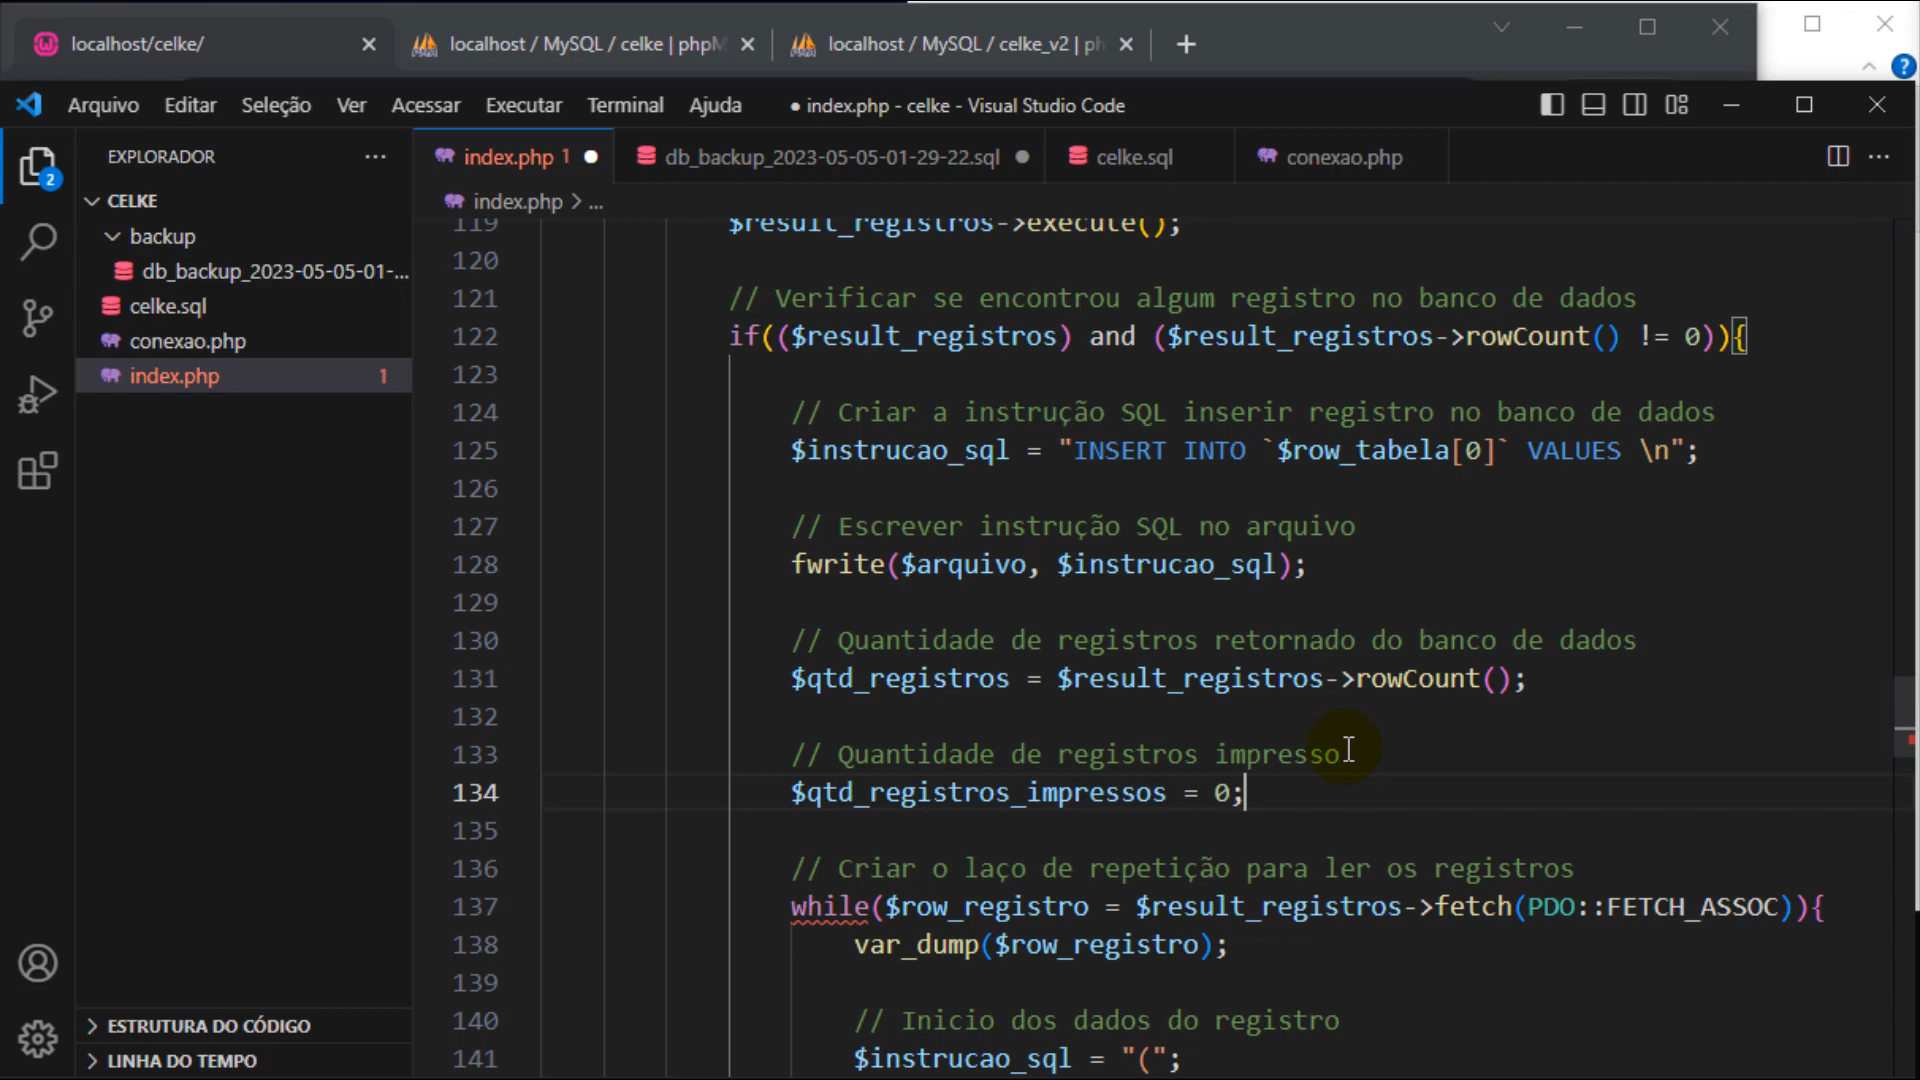 localhost/celke/
localhost / MySQL / celke | phpM
localhost / MySQL / celke_v2 | ph
Arquivo Editar Seleção Ver Acessar Executar Terminal Ajuda
● index.php - celke - Visual Studio Code
EXPLORADOR
index.php 1
db_backup_2023-05-05-01-29-22.sql
celke.sql
conexao.php
2
CELKE
backup
db_backup_2023-05-05-01-...
celke.sql
conexao.php
index.php 1
ESTRUTURA DO CÓDIGO
LINHA DO TEMPO
index.php > ...
119 $result_registros->execute();
120
121 // Verificar se encontrou algum registro no banco de dados
122 if(($result_registros) and ($result_registros->rowCount() != 0)){
123
124 // Criar a instrução SQL inserir registro no banco de dados
125 $instrucao_sql = "INSERT INTO `$row_tabela[0]` VALUES \n";
126
127 // Escrever instrução SQL no arquivo
128 fwrite($arquivo, $instrucao_sql);
129
130 // Quantidade de registros retornado do banco de dados
131 $qtd_registros = $result_registros->rowCount();
132
133 // Quantidade de registros impresso
134 $qtd_registros_impressos = 0;
135
136 // Criar o laço de repetição para ler os registros
137 while($row_registro = $result_registros->fetch(PDO::FETCH_ASSOC)){
138 var_dump($row_registro);
139
140 // Inicio dos dados do registro
141 $instrucao_sql = "(";